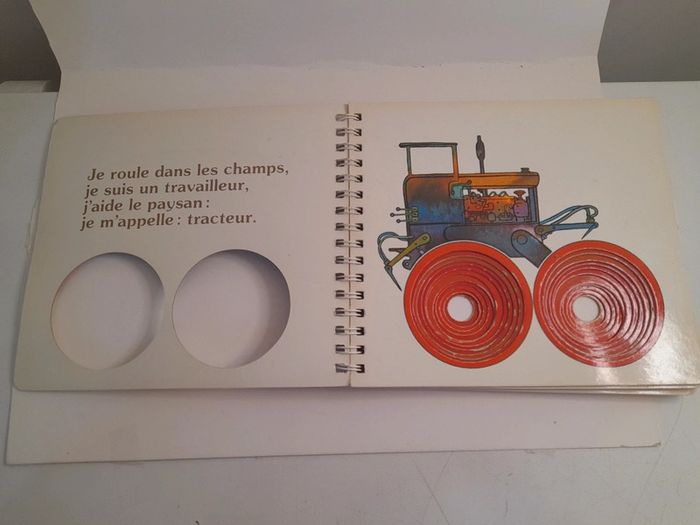 Je roule dans les champs,
je suis un travailleur,
j'aide le paysan :
je m'appelle : tracteur.